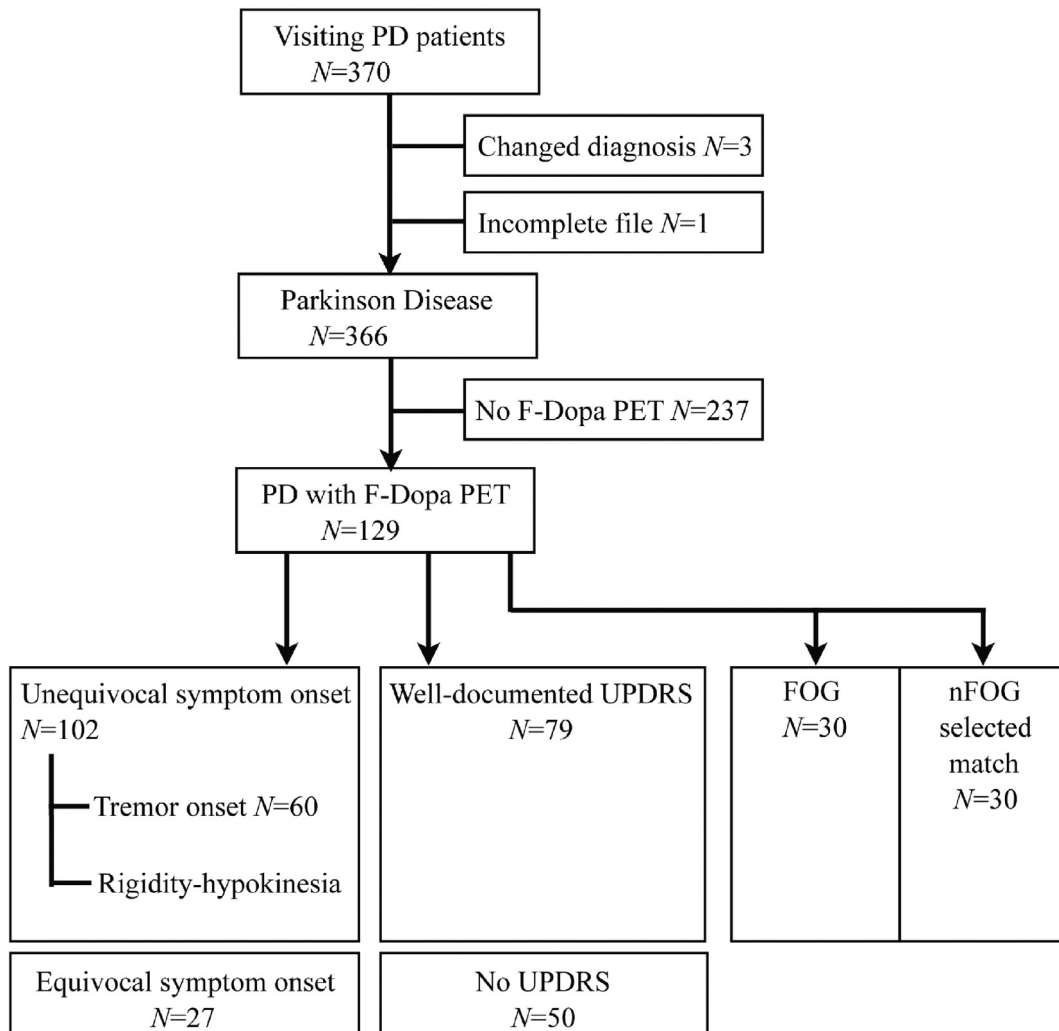 Visiting PD patients
N=370
Changed diagnosis N=3
Incomplete file N=1
Parkinson Disease
N=366
No F-Dopa PET N=237
PD with F-Dopa PET
N=129
Unequivocal symptom onset
N=102
Tremor onset N=60
Rigidity-hypokinesia
Equivocal symptom onset
N=27
Well-documented UPDRS
N=79
No UPDRS
N=50
FOG
N=30
nFOG
selected
match
N=30